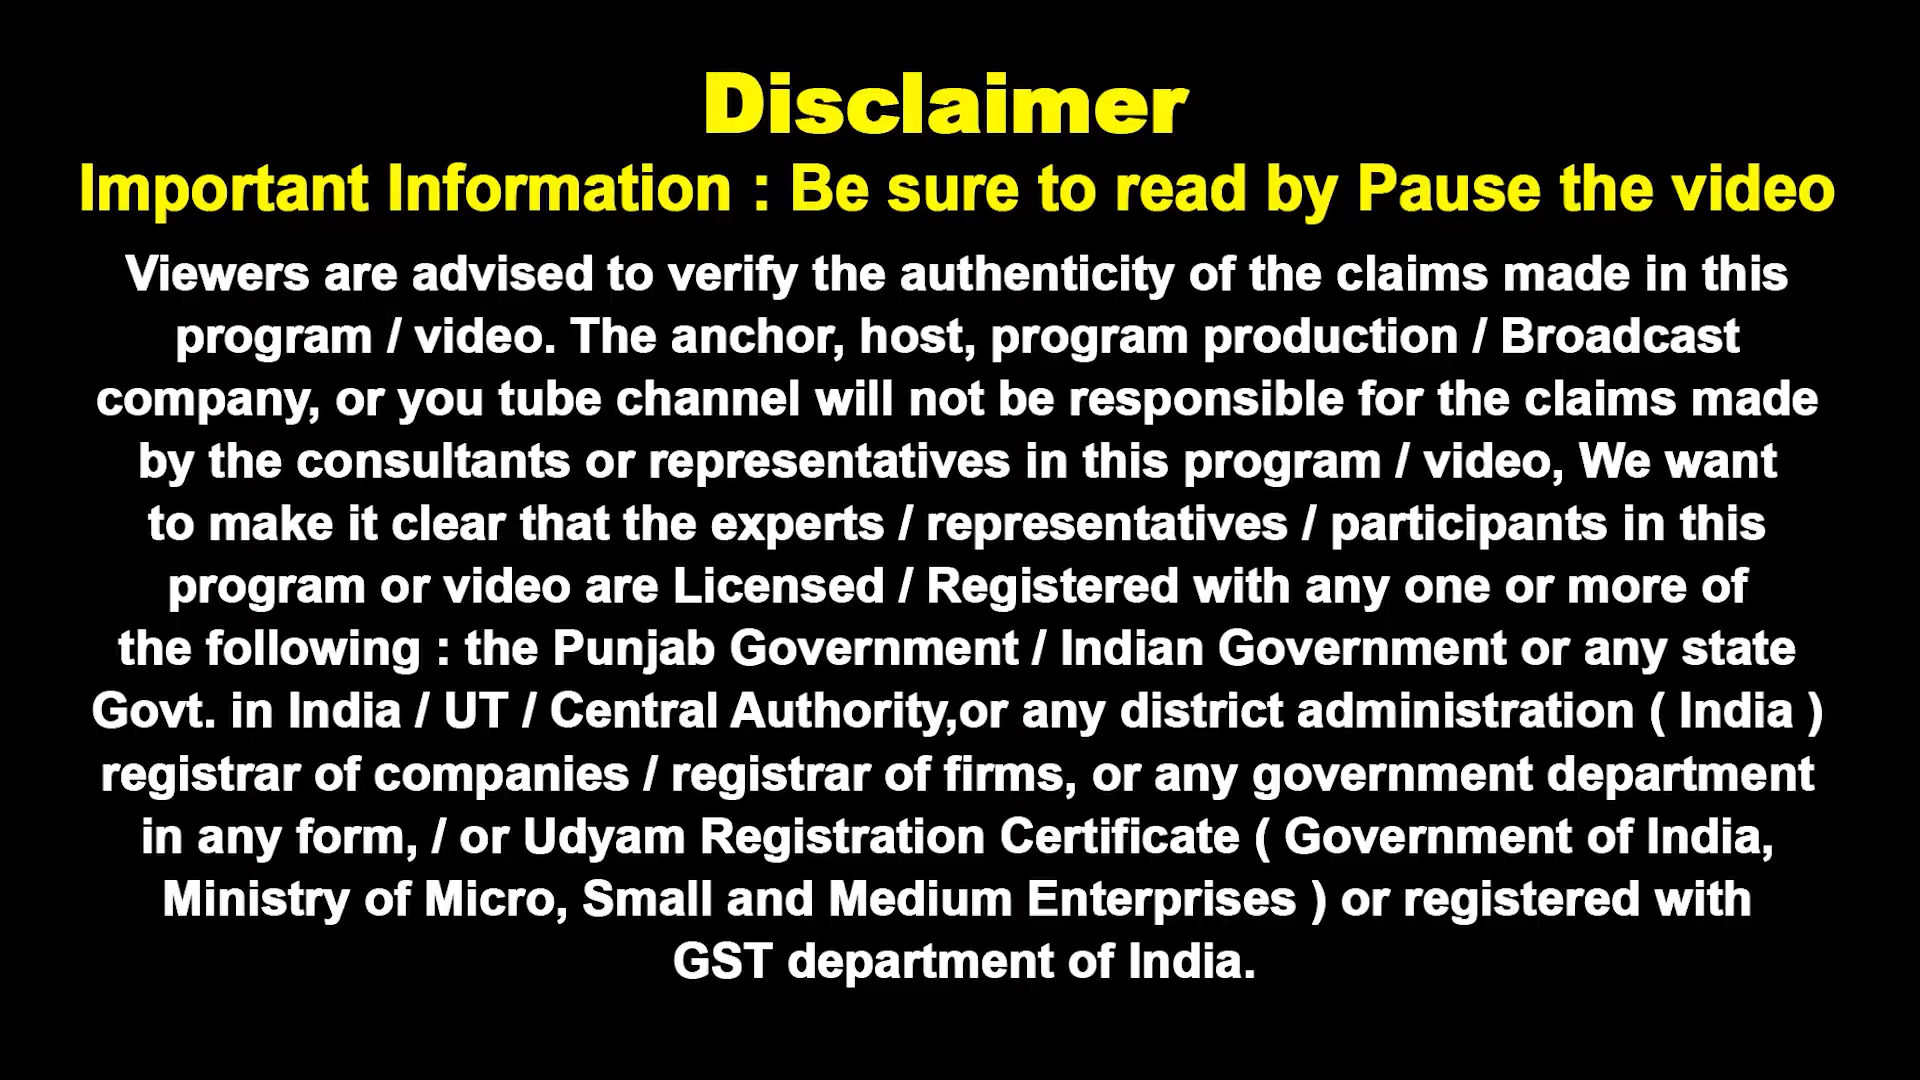 Disclaimer
Important Information : Be sure to read by Pause the video
Viewers are advised to verify the authenticity of the claims made in this
program / video. The anchor, host, program production / Broadcast
company, or you tube channel will not be responsible for the claims made
by the consultants or representatives in this program / video, We want
to make it clear that the experts / representatives / participants in this
program or video are Licensed / Registered with any one or more of
the following : the Punjab Government / Indian Government or any state
Govt. in India / UT / Central Authority,or any district administration ( India )
registrar of companies / registrar of firms, or any government department
in any form, / or Udyam Registration Certificate ( Government of India,
Ministry of Micro, Small and Medium Enterprises ) or registered with
GST department of India.